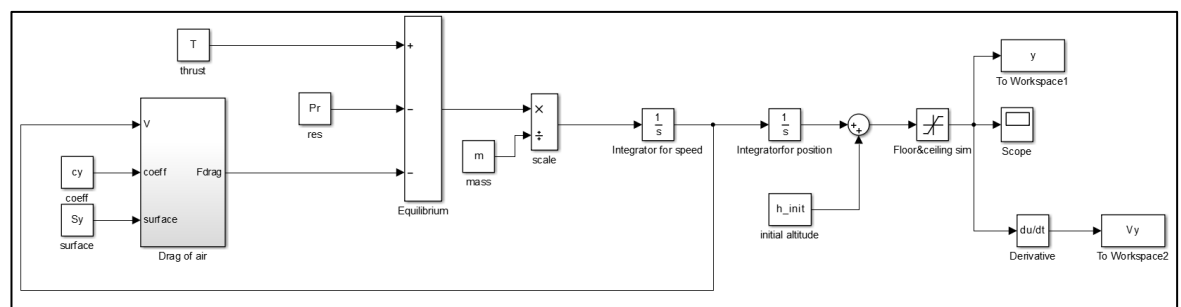 T
thrust
Pr
res
V
cy
coeff
coeff
Fdrag
Sy
surface
surface
Drag of air
+
−
−
Equilibrium
m
mass
×
÷
scale
1
s
Integrator for speed
1
s
Integratorfor position
+
+
h_init
initial altitude
Floor&ceiling sim
y
To Workspace1
Scope
du/dt
Derivative
Vy
To Workspace2